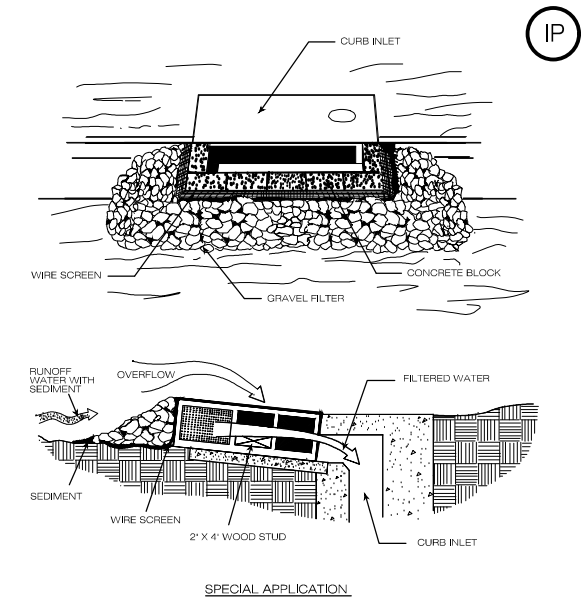 IP
CURB INLET
WIRE SCREEN
CONCRETE BLOCK
GRAVEL FILTER
RUNOFF
WATER WITH
SEDIMENT
OVERFLOW
FILTERED WATER
SEDIMENT
WIRE SCREEN
2" X 4" WOOD STUD
CURB INLET
SPECIAL APPLICATION